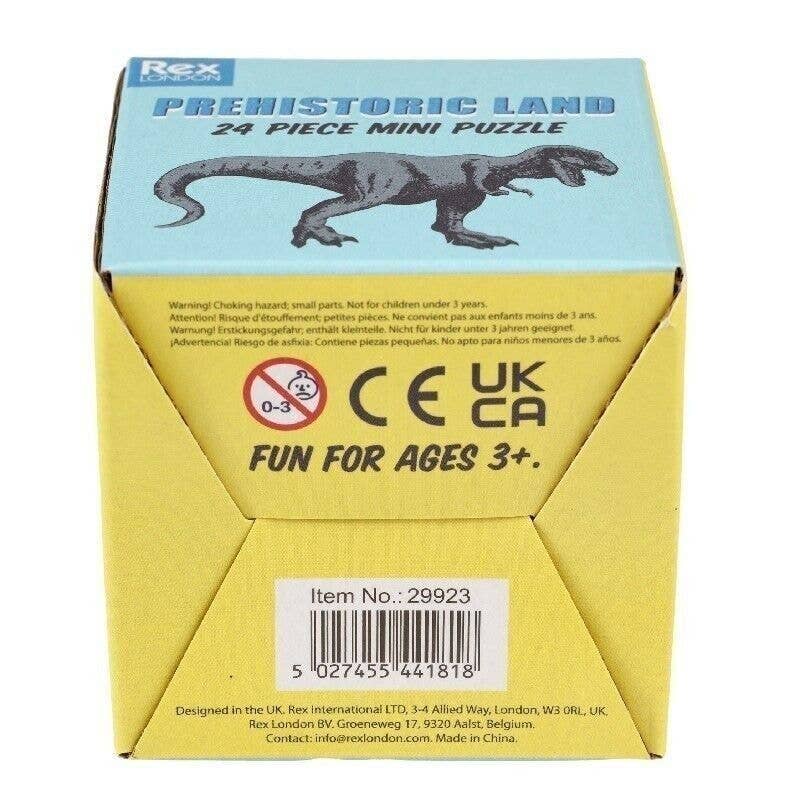 Rex
LONDON
PREHISTORIC LAND
24 PIECE MINI PUZZLE
Warning! Choking hazard; small parts. Not for children under 3 years.
Attention! Risque d'étouffement; petites pièces. Ne convient pas aux enfants moins de 3 ans.
Warnung! Erstickungsgefahr; enthält kleinteile. Nicht für kinder unter 3 jahren geeignet.
¡Advertencia! Riesgo de asfixia: Contiene piezas pequeñas. No apto para niños menores de 3 años.
0-3
CE
UK
CA
FUN FOR AGES 3+.
Item No.: 29923
5 027455 441818
Designed in the UK. Rex International LTD, 3-4 Allied Way, London, W3 0RL, UK,
Rex London BV. Groeneweg 17, 9320 Aalst, Belgium.
Contact: info@rexlondon.com. Made in China.